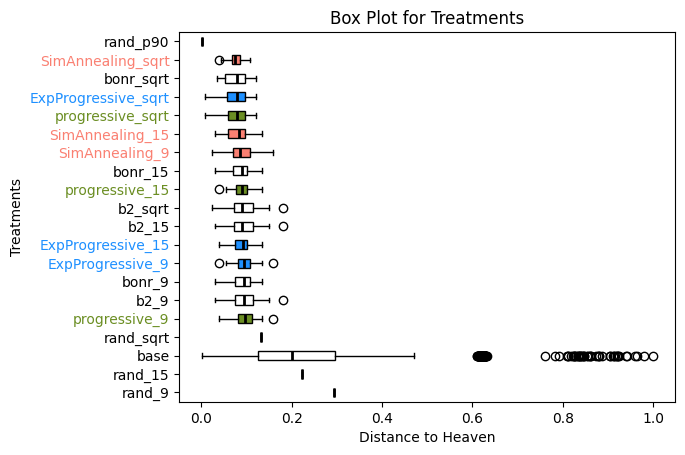 Box Plot for Treatments
rand_p90
SimAnnealing_sqrt
bonr_sqrt
ExpProgressive_sqrt
progressive_sqrt
SimAnnealing_15
SimAnnealing_9
bonr_15
progressive_15
b2_sqrt
b2_15
ExpProgressive_15
ExpProgressive_9
bonr_9
b2_9
progressive_9
rand_sqrt
base
rand_15
rand_9
Treatments
0.0 0.2 0.4 0.6 0.8 1.0
Distance to Heaven